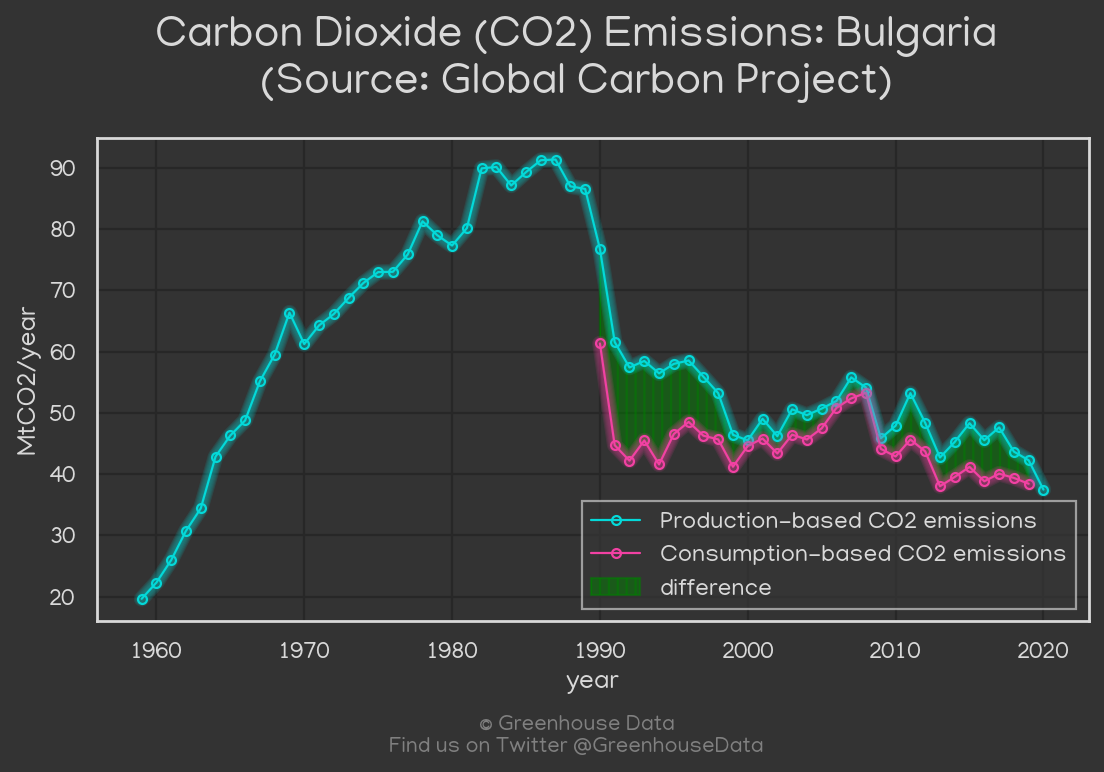 Carbon Dioxide (CO2) Emissions: Bulgaria
(Source: Global Carbon Project)
90
80
70
60
50
40
30
20
MtCO2/year
Production-based CO2 emissions
Consumption-based CO2 emissions
difference
1960 1970 1980 1990 2000 2010 2020
year
© Greenhouse Data
Find us on Twitter @GreenhouseData